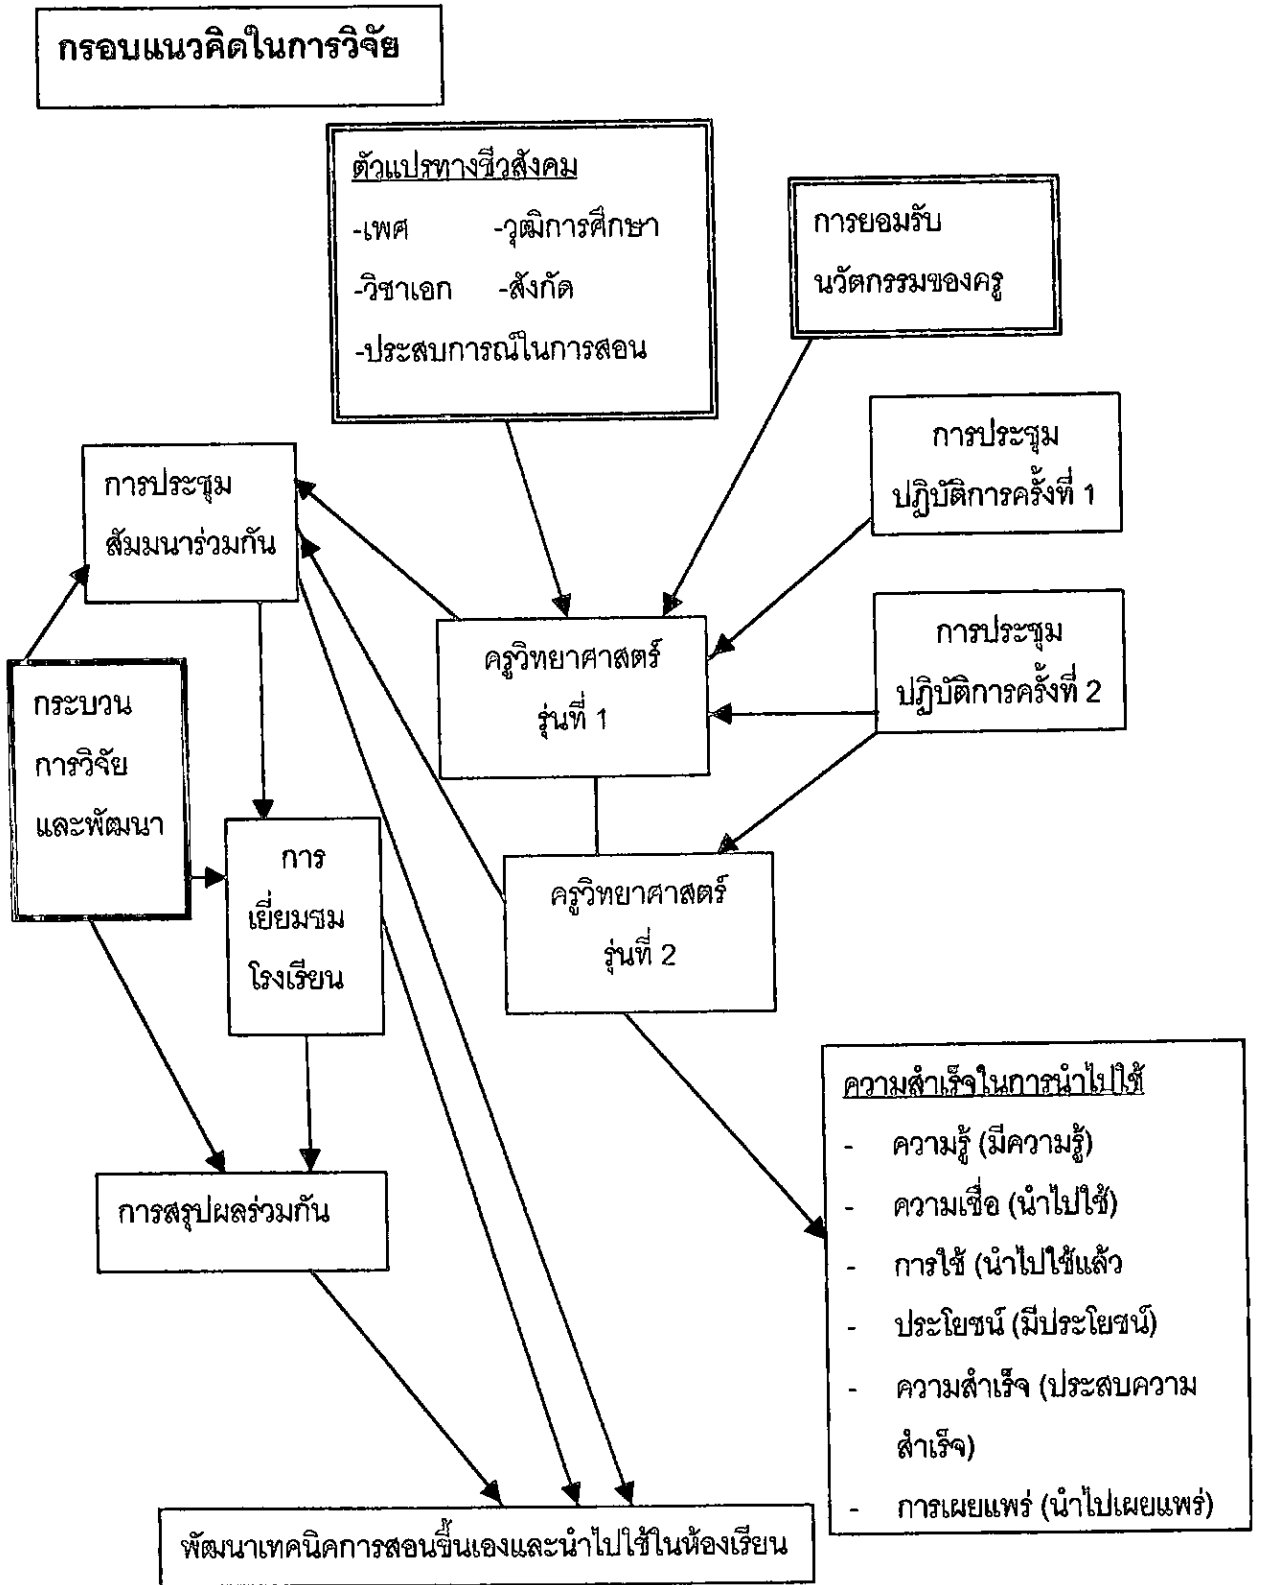 กรอบแนวคิดในการวิจัย
ตัวแปรทางชีวสังคม
-เพศ -วุฒิการศึกษา
-วิชาเอก -สังกัด
-ประสบการณ์ในการสอน
การยอมรับ
นวัตกรรมของครู
การประชุม
ปฏิบัติการครั้งที่ 1
การประชุม
สัมมนาร่วมกัน
การประชุม
ปฏิบัติการครั้งที่ 2
ครูวิทยาศาสตร์
รุ่นที่ 1
กระบวน
การวิจัย
และพัฒนา
การ
เยี่ยมชม
โรงเรียน
ครูวิทยาศาสตร์
รุ่นที่ 2
ความสำเร็จในการนำไปใช้
- ความรู้ (มีความรู้)
- ความเชื่อ (นำไปใช้)
- การใช้ (นำไปใช้แล้ว
- ประโยชน์ (มีประโยชน์)
- ความสำเร็จ (ประสบความ
สำเร็จ)
- การเผยแพร่ (นำไปเผยแพร่)
การสรุปผลร่วมกัน
พัฒนาเทคนิคการสอนขึ้นเองและนำไปใช้ในห้องเรียน